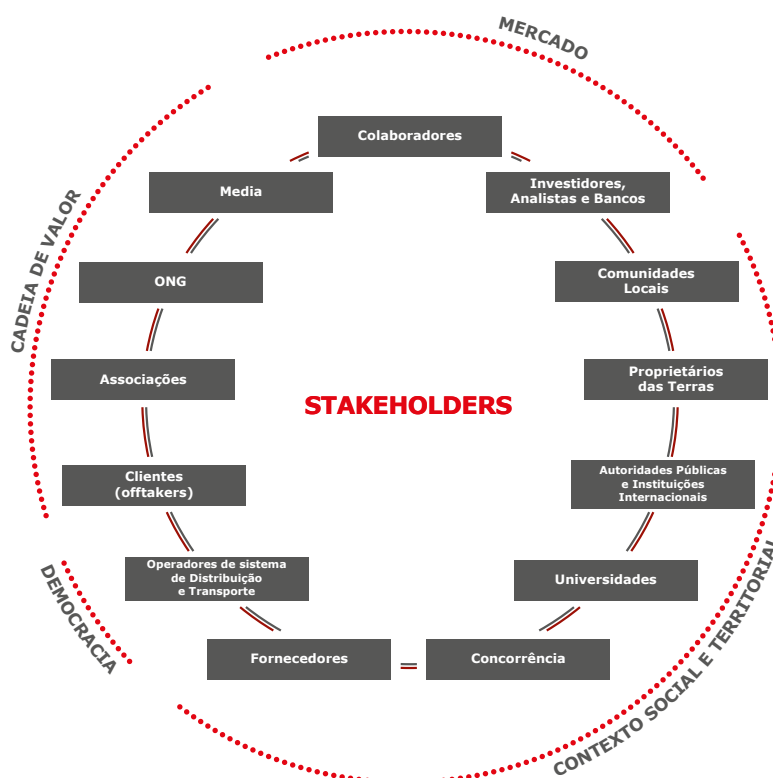 MERCADO
Colaboradores
Media
Investidores,
Analistas e Bancos
CADEIA DE VALOR
ONG
Comunidades
Locais
Associações
STAKEHOLDERS
Proprietários
das Terras
Clientes
(offtakers)
Autoridades Públicas
e Instituições
Internacionais
Operadores de sistema
de Distribuição
e Transporte
Universidades
DEMOCRACIA
Fornecedores
Concorrência
CONTEXTO SOCIAL E TERRITORIAL